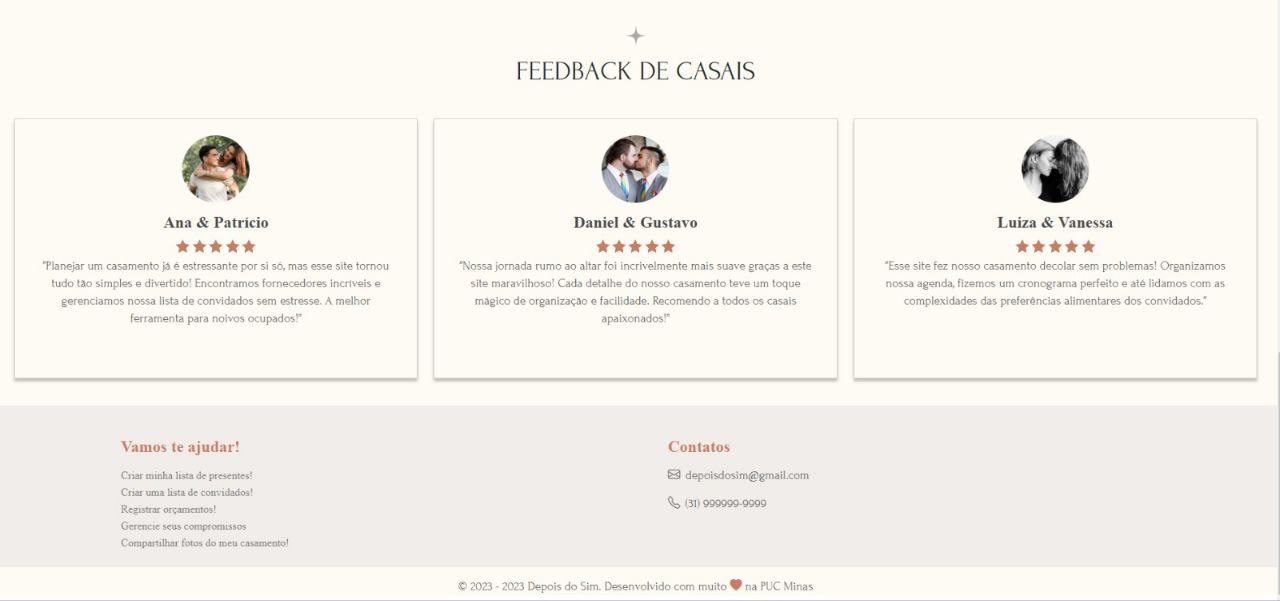 FEEDBACK DE CASAIS
Ana & Patrício
"Planejar um casamento já é estressante por si só, mas esse site tornou
tudo tão simples e divertido! Encontramos fornecedores incríveis e
gerenciamos nossa lista de convidados sem estresse. A melhor
ferramenta para noivos ocupados!"
Daniel & Gustavo
"Nossa jornada rumo ao altar foi incrivelmente mais suave graças a este
site maravilhoso! Cada detalhe do nosso casamento teve um toque
mágico de organização e facilidade. Recomendo a todos os casais
apaixonados!"
Luiza & Vanessa
"Esse site fez nosso casamento decolar sem problemas! Organizamos
nossa agenda, fizemos um cronograma perfeito e até lidamos com as
complexidades das preferências alimentares dos convidados."
Vamos te ajudar!
Criar minha lista de presentes!
Criar uma lista de convidados!
Registrar orçamentos!
Gerencie seus compromissos
Compartilhar fotos do meu casamento!
Contatos
depoisdosim@gmail.com
(31) 999999-9999
© 2023 - 2023 Depois do Sim. Desenvolvido com muito na PUC Minas